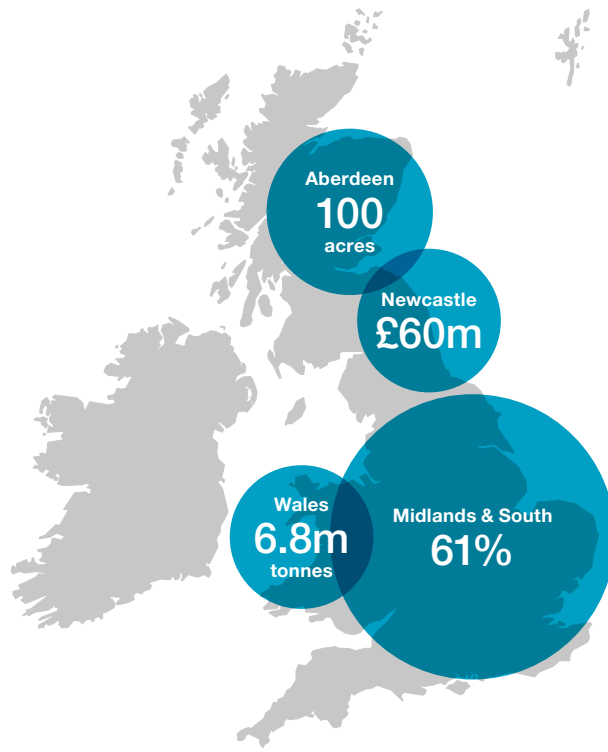 Aberdeen
100
acres
Newcastle
£60m
Wales
6.8m
tonnes
Midlands & South
61%